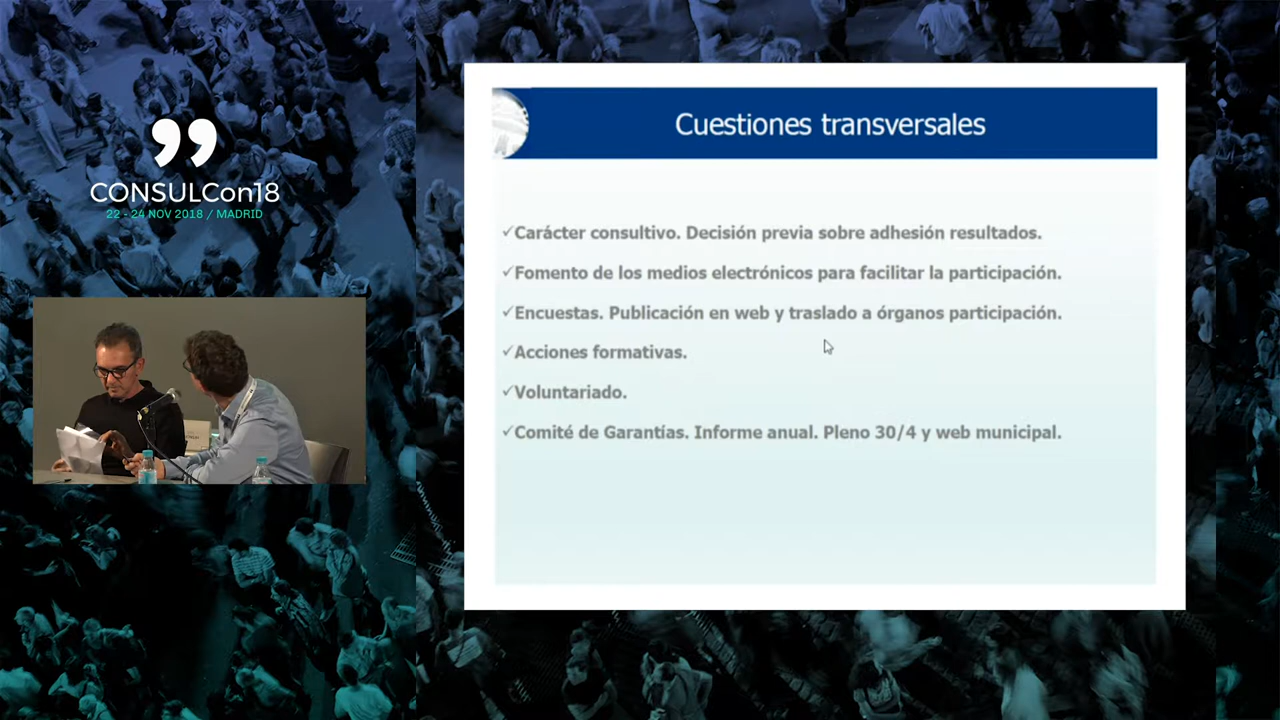 CONSULCon18
22 - 24 NOV 2018 / MADRID
Cuestiones transversales
✓Carácter consultivo. Decisión previa sobre adhesión resultados.
✓Fomento de los medios electrónicos para facilitar la participación.
✓Encuestas. Publicación en web y traslado a órganos participación.
✓Acciones formativas.
✓Voluntariado.
✓Comité de Garantías. Informe anual. Pleno 30/4 y web municipal.